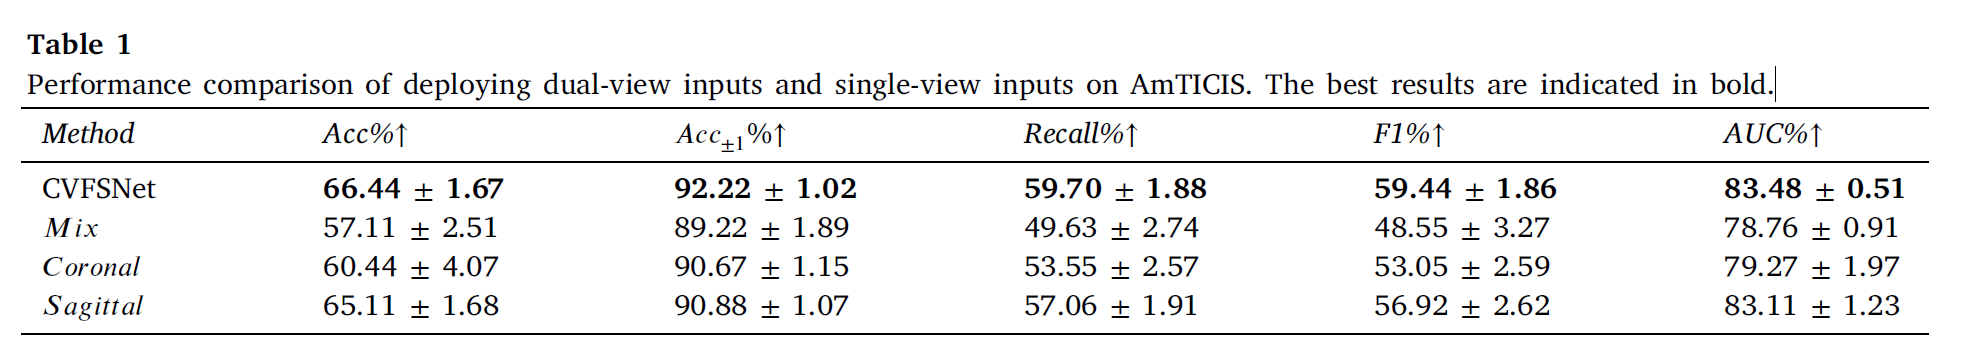 Table 1
Performance comparison of deploying dual-view inputs and single-view inputs on AmTICIS. The best results are indicated in bold.
Method Acc%↑ Acc±1%↑ Recall%↑ F1%↑ AUC%↑
CVFSNet 66.44 ± 1.67 92.22 ± 1.02 59.70 ± 1.88 59.44 ± 1.86 83.48 ± 0.51
Mix 57.11 ± 2.51 89.22 ± 1.89 49.63 ± 2.74 48.55 ± 3.27 78.76 ± 0.91
Coronal 60.44 ± 4.07 90.67 ± 1.15 53.55 ± 2.57 53.05 ± 2.59 79.27 ± 1.97
Sagittal 65.11 ± 1.68 90.88 ± 1.07 57.06 ± 1.91 56.92 ± 2.62 83.11 ± 1.23